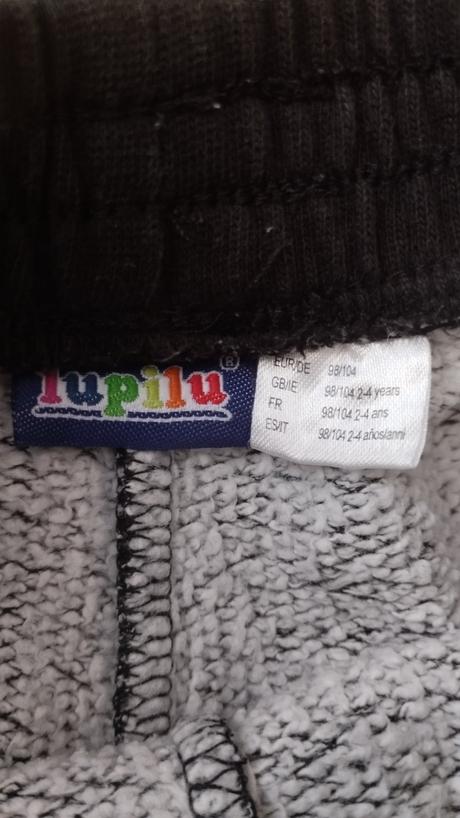 lupilu ®
EUR/DE 98/104
GB/IE 98/104 2-4 years
FR 98/104 2-4 ans
ES/IT 98/104 2-4 años/anni